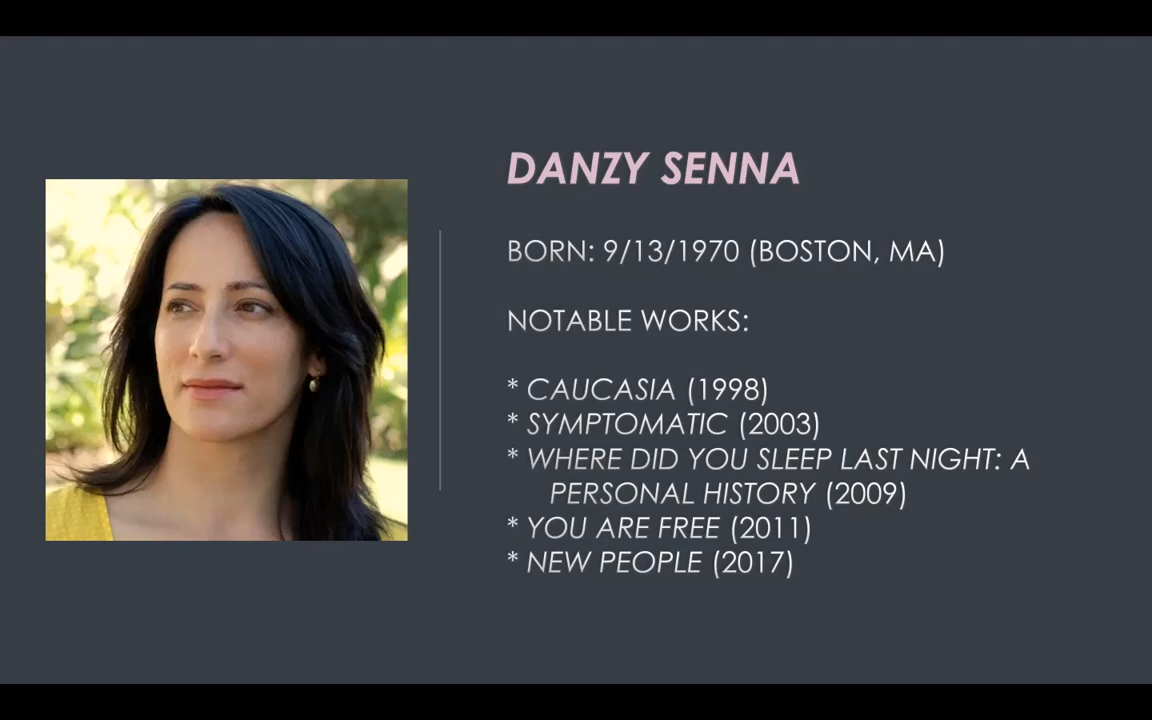 DANZY SENNA
BORN: 9/13/1970 (BOSTON, MA)
NOTABLE WORKS:
* CAUCASIA (1998)
* SYMPTOMATIC (2003)
* WHERE DID YOU SLEEP LAST NIGHT: A
PERSONAL HISTORY (2009)
* YOU ARE FREE (2011)
* NEW PEOPLE (2017)